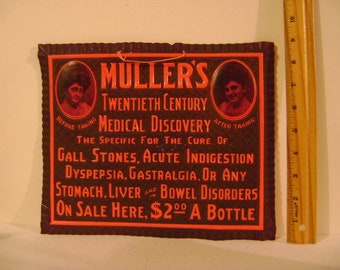 MULLER'S
TWENTIETH CENTURY
MEDICAL DISCOVERY
BEFORE TAKING
AFTER TAKING
THE SPECIFIC FOR THE CURE OF
GALL STONES, ACUTE INDIGESTION
DYSPEPSIA, GASTRALGIA, OR ANY
STOMACH, LIVER AND BOWEL DISORDERS
ON SALE HERE, $2.00 A BOTTLE